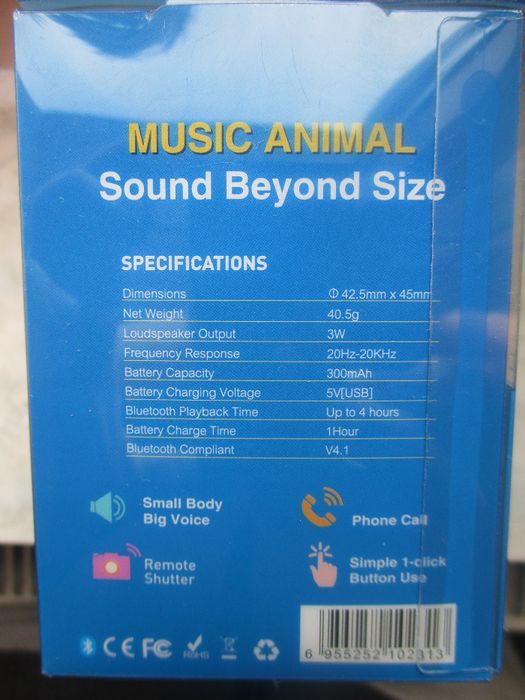 MUSIC ANIMAL
Sound Beyond Size
SPECIFICATIONS
Dimensions Φ 42.5mm x 45mm
Net Weight 40.5g
Loudspeaker Output 3W
Frequency Response 20Hz-20KHz
Battery Capacity 300mAh
Battery Charging Voltage 5V[USB]
Bluetooth Playback Time Up to 4 hours
Battery Charge Time 1Hour
Bluetooth Compliant V4.1
Small Body
Big Voice
Phone Call
Remote
Shutter
Simple 1-click
Button Use
CE FC RoHS
6 955252 102313